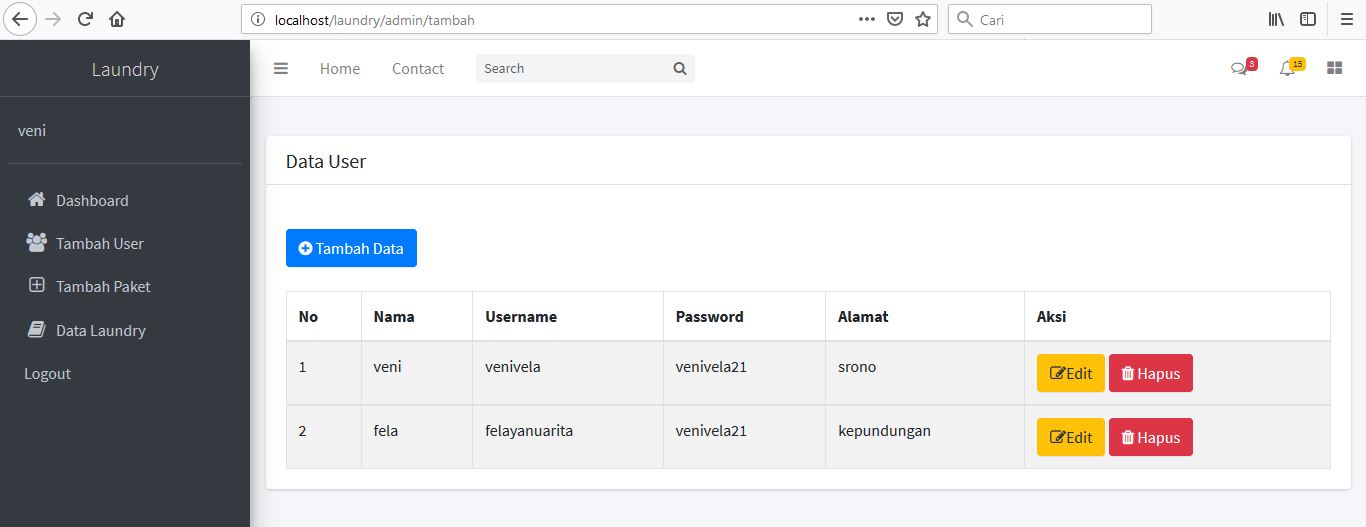 localhost/laundry/admin/tambah
Cari
Laundry
Home Contact Search 3 15
veni
Data User
Dashboard
Tambah User
Tambah Data
Tambah Paket
No Nama Username Password Alamat Aksi
Data Laundry
1 veni venivela venivela21 srono Edit Hapus
Logout
2 fela felayanuarita venivela21 kepundungan Edit Hapus